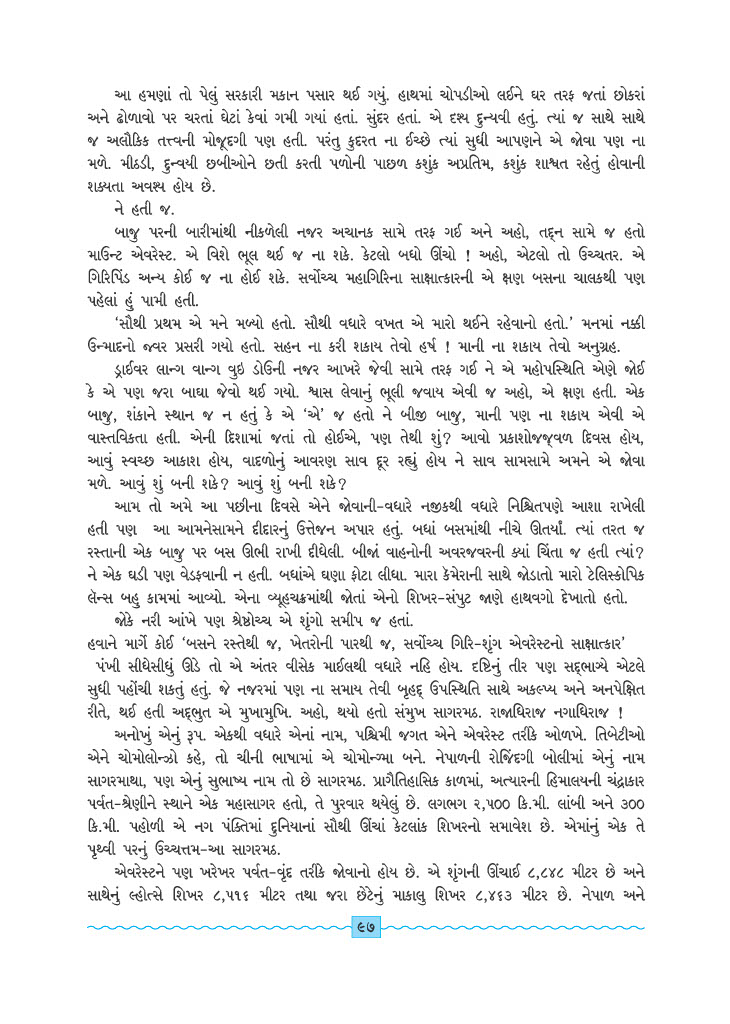 આ હમણાં તો પેલું સરકારી મકાન પસાર થઈ ગયું. હાથમાં ચોપડીઓ લઈને ઘર તરફ જતાં છોકરાં
અને ઢોળાવો પર ચરતાં ઘેટાં કેવાં ગમી ગયાં હતાં. સુંદર હતાં. એ દૃશ્ય દુન્યવી હતું. ત્યાં જ સાથે સાથે
જ અલૌકિક તત્ત્વની મોજૂદગી પણ હતી. પરંતુ કુદરત ના ઈચ્છે ત્યાં સુધી આપણને એ જોવા પણ ના
મળે. મીઠડી, દુન્વયી છબીઓને છતી કરતી પળોની પાછળ કશુંક અપ્રતિમ, કશુંક શાશ્વત રહેતું હોવાની
શક્યતા અવશ્ય હોય છે.
ને હતી જ.
બાજુ પરની બારીમાંથી નીકળેલી નજર અચાનક સામે તરફ ગઈ અને અહો, તદ્દન સામે જ હતો
માઉન્ટ એવરેસ્ટ. એ વિશે ભૂલ થઈ જ ના શકે. કેટલો બધો ઊંચો ! અહો, એટલો તો ઉચ્ચતર. એ
ગિરિપિંડ અન્ય કોઈ જ ના હોઈ શકે. સર્વોચ્ચ મહાગિરિના સાક્ષાત્કારની એ ક્ષણ બસના ચાલકથી પણ
પહેલાં હું પામી હતી.
‘સૌથી પ્રથમ એ મને મળ્યો હતો. સૌથી વધારે વખત એ મારો થઈને રહેવાનો હતો.’ મનમાં નક્કી
ઉન્માદનો જ્વર પ્રસરી ગયો હતો. સહન ના કરી શકાય તેવો હર્ષ ! માની ના શકાય તેવો અનુગ્રહ.
ડ્રાઈવર લાન્ગ વાન્ગ વુઇ ડોઉની નજર આખરે જેવી સામે તરફ ગઈ ને એ મહોપસ્થિતિ એણે જોઈ
કે એ પણ જરા બાઘા જેવો થઈ ગયો. શ્વાસ લેવાનું ભૂલી જવાય એવી જ અહો, એ ક્ષણ હતી. એક
બાજુ, શંકાને સ્થાન જ ન હતું કે એ ‘એ’ જ હતો ને બીજી બાજુ, માની પણ ના શકાય એવી એ
વાસ્તવિકતા હતી. એની દિશામાં જતાં તો હોઈએ, પણ તેથી શું? આવો પ્રકાશોજ્જ્વળ દિવસ હોય,
આવું સ્વચ્છ આકાશ હોય, વાદળોનું આવરણ સાવ દૂર રહ્યું હોય ને સાવ સામસામે અમને એ જોવા
મળે. આવું શું બની શકે? આવું શું બની શકે?
આમ તો અમે આ પછીના દિવસે એને જોવાની-વધારે નજીકથી વધારે નિશ્ચિતપણે આશા રાખેલી
હતી પણ આ આમનેસામને દીદારનું ઉત્તેજન અપાર હતું. બધાં બસમાંથી નીચે ઊતર્યાં. ત્યાં તરત જ
રસ્તાની એક બાજુ પર બસ ઊભી રાખી દીધેલી. બીજાં વાહનોની અવરજવરની ક્યાં ચિંતા જ હતી ત્યાં?
ને એક ઘડી પણ વેડફવાની ન હતી. બધાંએ ઘણા ફોટા લીધા. મારા કૅમેરાની સાથે જોડાતો મારો ટેલિસ્કોપિક
લૅન્સ બહુ કામમાં આવ્યો. એના વ્યૂહચક્રમાંથી જોતાં એનો શિખર-સંપુટ જાણે હાથવગો દેખાતો હતો.
જોકે નરી આંખે પણ શ્રેષ્ઠોચ્ચ એ શૃંગો સમીપ જ હતાં.
હવાને માર્ગે કોઈ ‘બસને રસ્તેથી જ, ખેતરોની પારથી જ, સર્વોચ્ચ ગિરિ-શૃંગ એવરેસ્ટનો સાક્ષાત્કાર’
પંખી સીધેસીધું ઊડે તો એ અંતર વીસેક માઈલથી વધારે નહિ હોય. દૃષ્ટિનું તીર પણ સદ્ભાગ્યે એટલે
સુધી પહોંચી શકતું હતું. જે નજરમાં પણ ના સમાય તેવી બૃહદ્ ઉપસ્થિતિ સાથે અકલ્પ્ય અને અનપેક્ષિત
રીતે, થઈ હતી અદ્ભુત એ મુખામુખિ. અહો, થયો હતો સંમુખ સાગરમઠ. રાજાધિરાજ નગાધિરાજ !
અનોખું એનું રૂપ. એકથી વધારે એનાં નામ, પશ્ચિમી જગત એને એવરેસ્ટ તરીકે ઓળખે. તિબેટીઓ
એને ચોમોલોન્ઝો કહે, તો ચીની ભાષામાં એ ચોમોન્ગ્મા બને. નેપાળની રોજિંદગી બોલીમાં એનું નામ
સાગરમાથા, પણ એનું સુભાષ્ય નામ તો છે સાગરમઠ. પ્રાગૈતિહાસિક કાળમાં, અત્યારની હિમાલયની ચંદ્રાકાર
પર્વત-શ્રેણીને સ્થાને એક મહાસાગર હતો, તે પુરવાર થયેલું છે. લગભગ ૨,૫૦૦ કિ.મી. લાંબી અને ૩૦૦
કિ.મી. પહોળી એ નગ પંક્તિમાં દુનિયાનાં સૌથી ઊંચાં કેટલાંક શિખરનો સમાવેશ છે. એમાંનું એક તે
પૃથ્વી પરનું ઉચ્ચત્તમ-આ સાગરમઠ.
એવરેસ્ટને પણ ખરેખર પર્વત-વૃંદ તરીકે જોવાનો હોય છે. એ શૃંગની ઊંચાઈ ૮,૮૪૮ મીટર છે અને
સાથેનું લ્હોત્સે શિખર ૮,૫૧૬ મીટર તથા જરા છેટેનું માકાલુ શિખર ૮,૪૬૩ મીટર છે. નેપાળ અને
૯૭